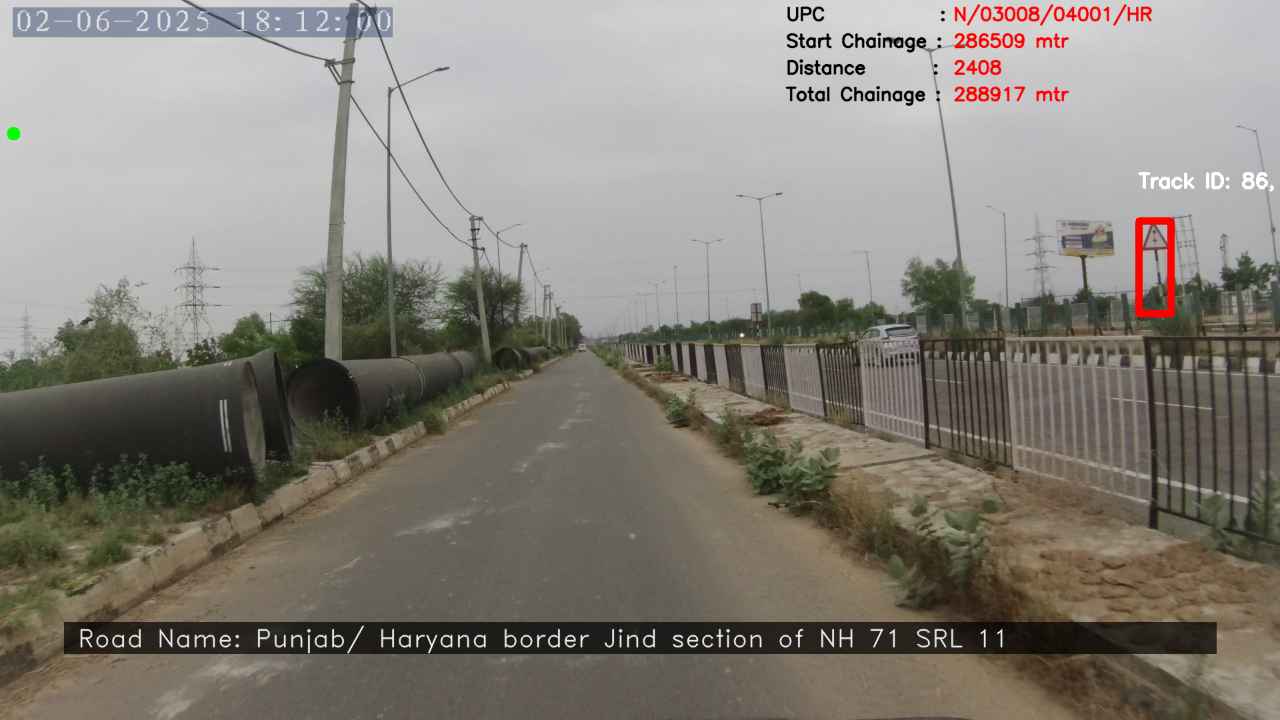 02-06-2025 18:12:00
UPC : N/03008/04001/HR
Start Chainage : 286509 mtr
Distance : 2408
Total Chainage : 288917 mtr
Track ID: 86,
Road Name: Punjab/ Haryana border Jind section of NH 71 SRL 11